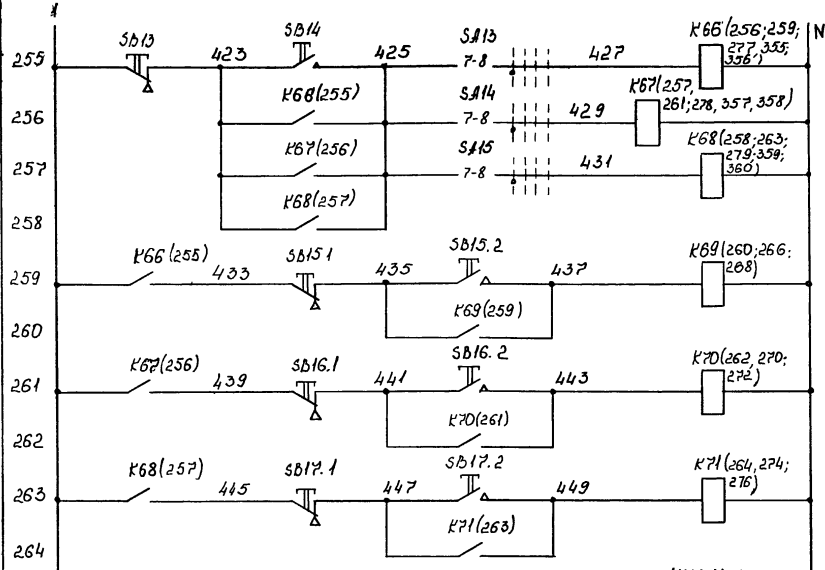 N
SB13
SB14
SA13
K66(256;259;
277,355;
356)
255
423
425
7-8
427
K66(255)
SA14
K67(257,
261;278,357,358)
256
7-8
429
K67(256)
SA15
K68(258;263;
279;359;
360)
257
7-8
431
K68(257)
258
K66(255)
SB15.1
SB15.2
K69(260;266;
268)
259
433
435
437
K69(259)
260
K67(256)
SB16.1
SB16.2
K70(262,270;
272)
261
439
441
443
K70(261)
262
K68(257)
SB17.1
SB17.2
K71(264,274;
276)
263
445
447
449
K71(263)
264